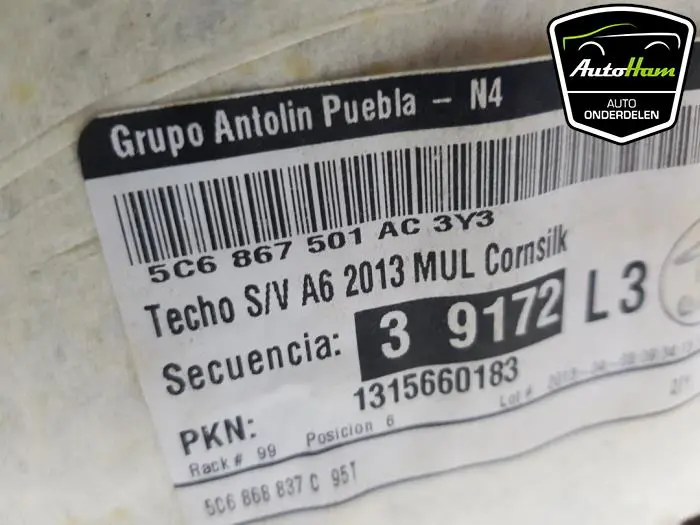 AutoHam
AUTO
ONDERDELEN
Grupo Antolin Puebla - N4
5C6 867 501 AC 3Y3
Techo S/V A6 2013 MUL Cornsilk
Secuencia: 3 9172 L3
PKN: 1315660183
Rack # 99 Posicion 6 Lot #
5C6 868 837 C 95T